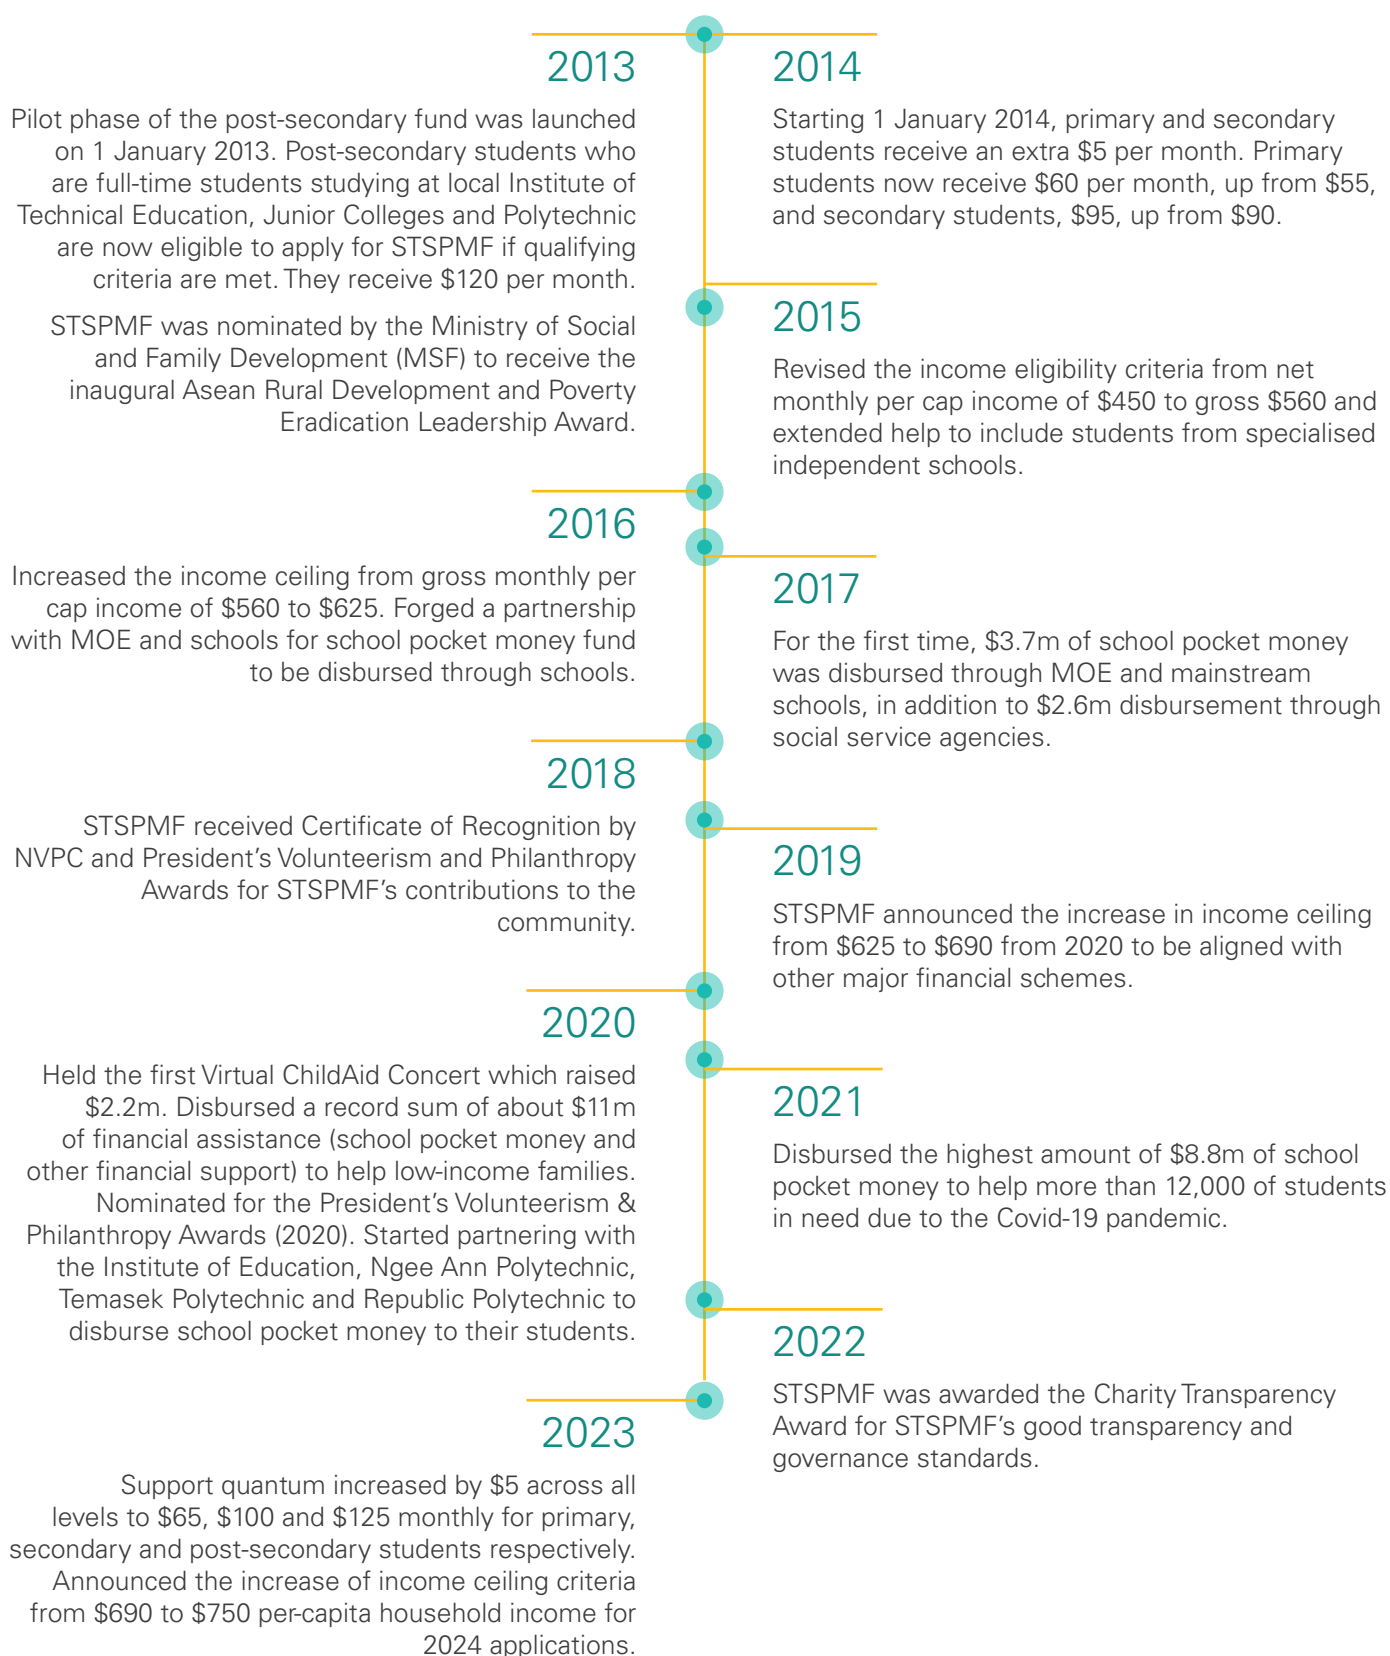 2013
Pilot phase of the post-secondary fund was launched
on 1 January 2013. Post-secondary students who
are full-time students studying at local Institute of
Technical Education, Junior Colleges and Polytechnic
are now eligible to apply for STSPMF if qualifying
criteria are met. They receive $120 per month.
STSPMF was nominated by the Ministry of Social
and Family Development (MSF) to receive the
inaugural Asean Rural Development and Poverty
Eradication Leadership Award.
2014
Starting 1 January 2014, primary and secondary
students receive an extra $5 per month. Primary
students now receive $60 per month, up from $55,
and secondary students, $95, up from $90.
2015
Revised the income eligibility criteria from net
monthly per cap income of $450 to gross $560 and
extended help to include students from specialised
independent schools.
2016
Increased the income ceiling from gross monthly per
cap income of $560 to $625. Forged a partnership
with MOE and schools for school pocket money fund
to be disbursed through schools.
2017
For the first time, $3.7m of school pocket money
was disbursed through MOE and mainstream
schools, in addition to $2.6m disbursement through
social service agencies.
2018
STSPMF received Certificate of Recognition by
NVPC and President’s Volunteerism and Philanthropy
Awards for STSPMF’s contributions to the
community.
2019
STSPMF announced the increase in income ceiling
from $625 to $690 from 2020 to be aligned with
other major financial schemes.
2020
Held the first Virtual ChildAid Concert which raised
$2.2m. Disbursed a record sum of about $11m
of financial assistance (school pocket money and
other financial support) to help low-income families.
Nominated for the President’s Volunteerism &
Philanthropy Awards (2020). Started partnering with
the Institute of Education, Ngee Ann Polytechnic,
Temasek Polytechnic and Republic Polytechnic to
disburse school pocket money to their students.
2021
Disbursed the highest amount of $8.8m of school
pocket money to help more than 12,000 of students
in need due to the Covid-19 pandemic.
2022
STSPMF was awarded the Charity Transparency
Award for STSPMF’s good transparency and
governance standards.
2023
Support quantum increased by $5 across all
levels to $65, $100 and $125 monthly for primary,
secondary and post-secondary students respectively.
Announced the increase of income ceiling criteria
from $690 to $750 per-capita household income for
2024 applications.